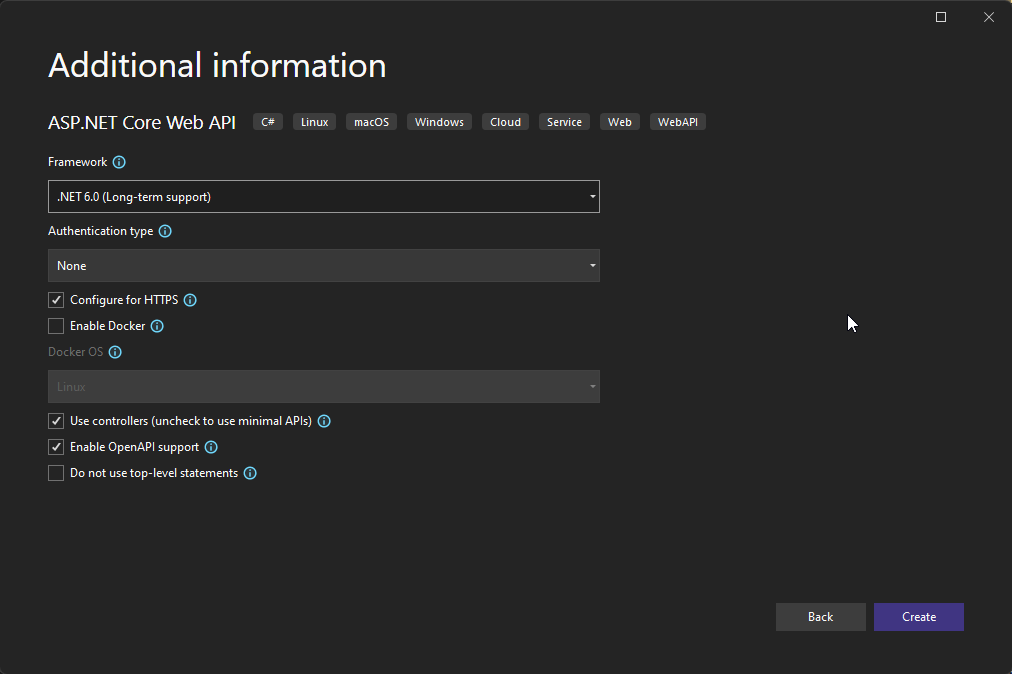 Additional information
ASP.NET Core Web API C# Linux macOS Windows Cloud Service Web WebAPI
Framework
.NET 6.0 (Long-term support)
Authentication type
None
Configure for HTTPS
Enable Docker
Docker OS
Linux
Use controllers (uncheck to use minimal APIs)
Enable OpenAPI support
Do not use top-level statements
Back Create